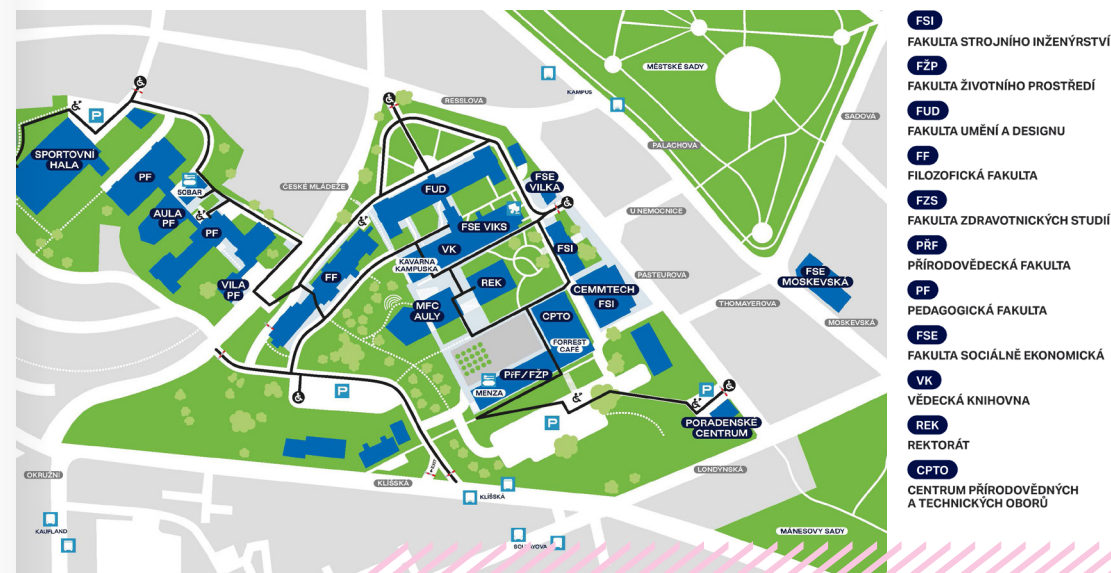 KAMPUS
MĚSTSKÉ SADY
RESSLOVA
SADOVÁ
PALACHOVA
P
SPORTOVNÍ
HALA
PF
50BAR
ČESKÉ MLÁDEŽE
FUD
FSE
VILKA
AULA
PF
PF
U NEMOCNICE
FSE VIKS
VK
FSI
KAVÁRNA
KAMPUSKA
FF
VILA
PF
REK
CEMMTECH
FSI
PASTEUROVA
FSE
MOSKEVSKÁ
MFC
AULY
CPTO
THOMAYEROVA
MOSKEVSKÁ
FORREST
CAFÉ
PřF/FŽP
MENZA
P
P
P
PORADENSKÉ
CENTRUM
OKRUŽNÍ
KLÍŠSKÁ
LONDÝNSKÁ
KLÍŠSKÁ
KAUFLAND
MÁNESOVY SADY
FSI
FAKULTA STROJNÍHO INŽENÝRSTVÍ
FŽP
FAKULTA ŽIVOTNÍHO PROSTŘEDÍ
FUD
FAKULTA UMĚNÍ A DESIGNU
FF
FILOZOFICKÁ FAKULTA
FZS
FAKULTA ZDRAVOTNICKÝCH STUDIÍ
PŘF
PŘÍRODOVĚDECKÁ FAKULTA
PF
PEDAGOGICKÁ FAKULTA
FSE
FAKULTA SOCIÁLNĚ EKONOMICKÁ
VK
VĚDECKÁ KNIHOVNA
REK
REKTORÁT
CPTO
CENTRUM PŘÍRODOVĚDNÝCH
A TECHNICKÝCH OBORŮ